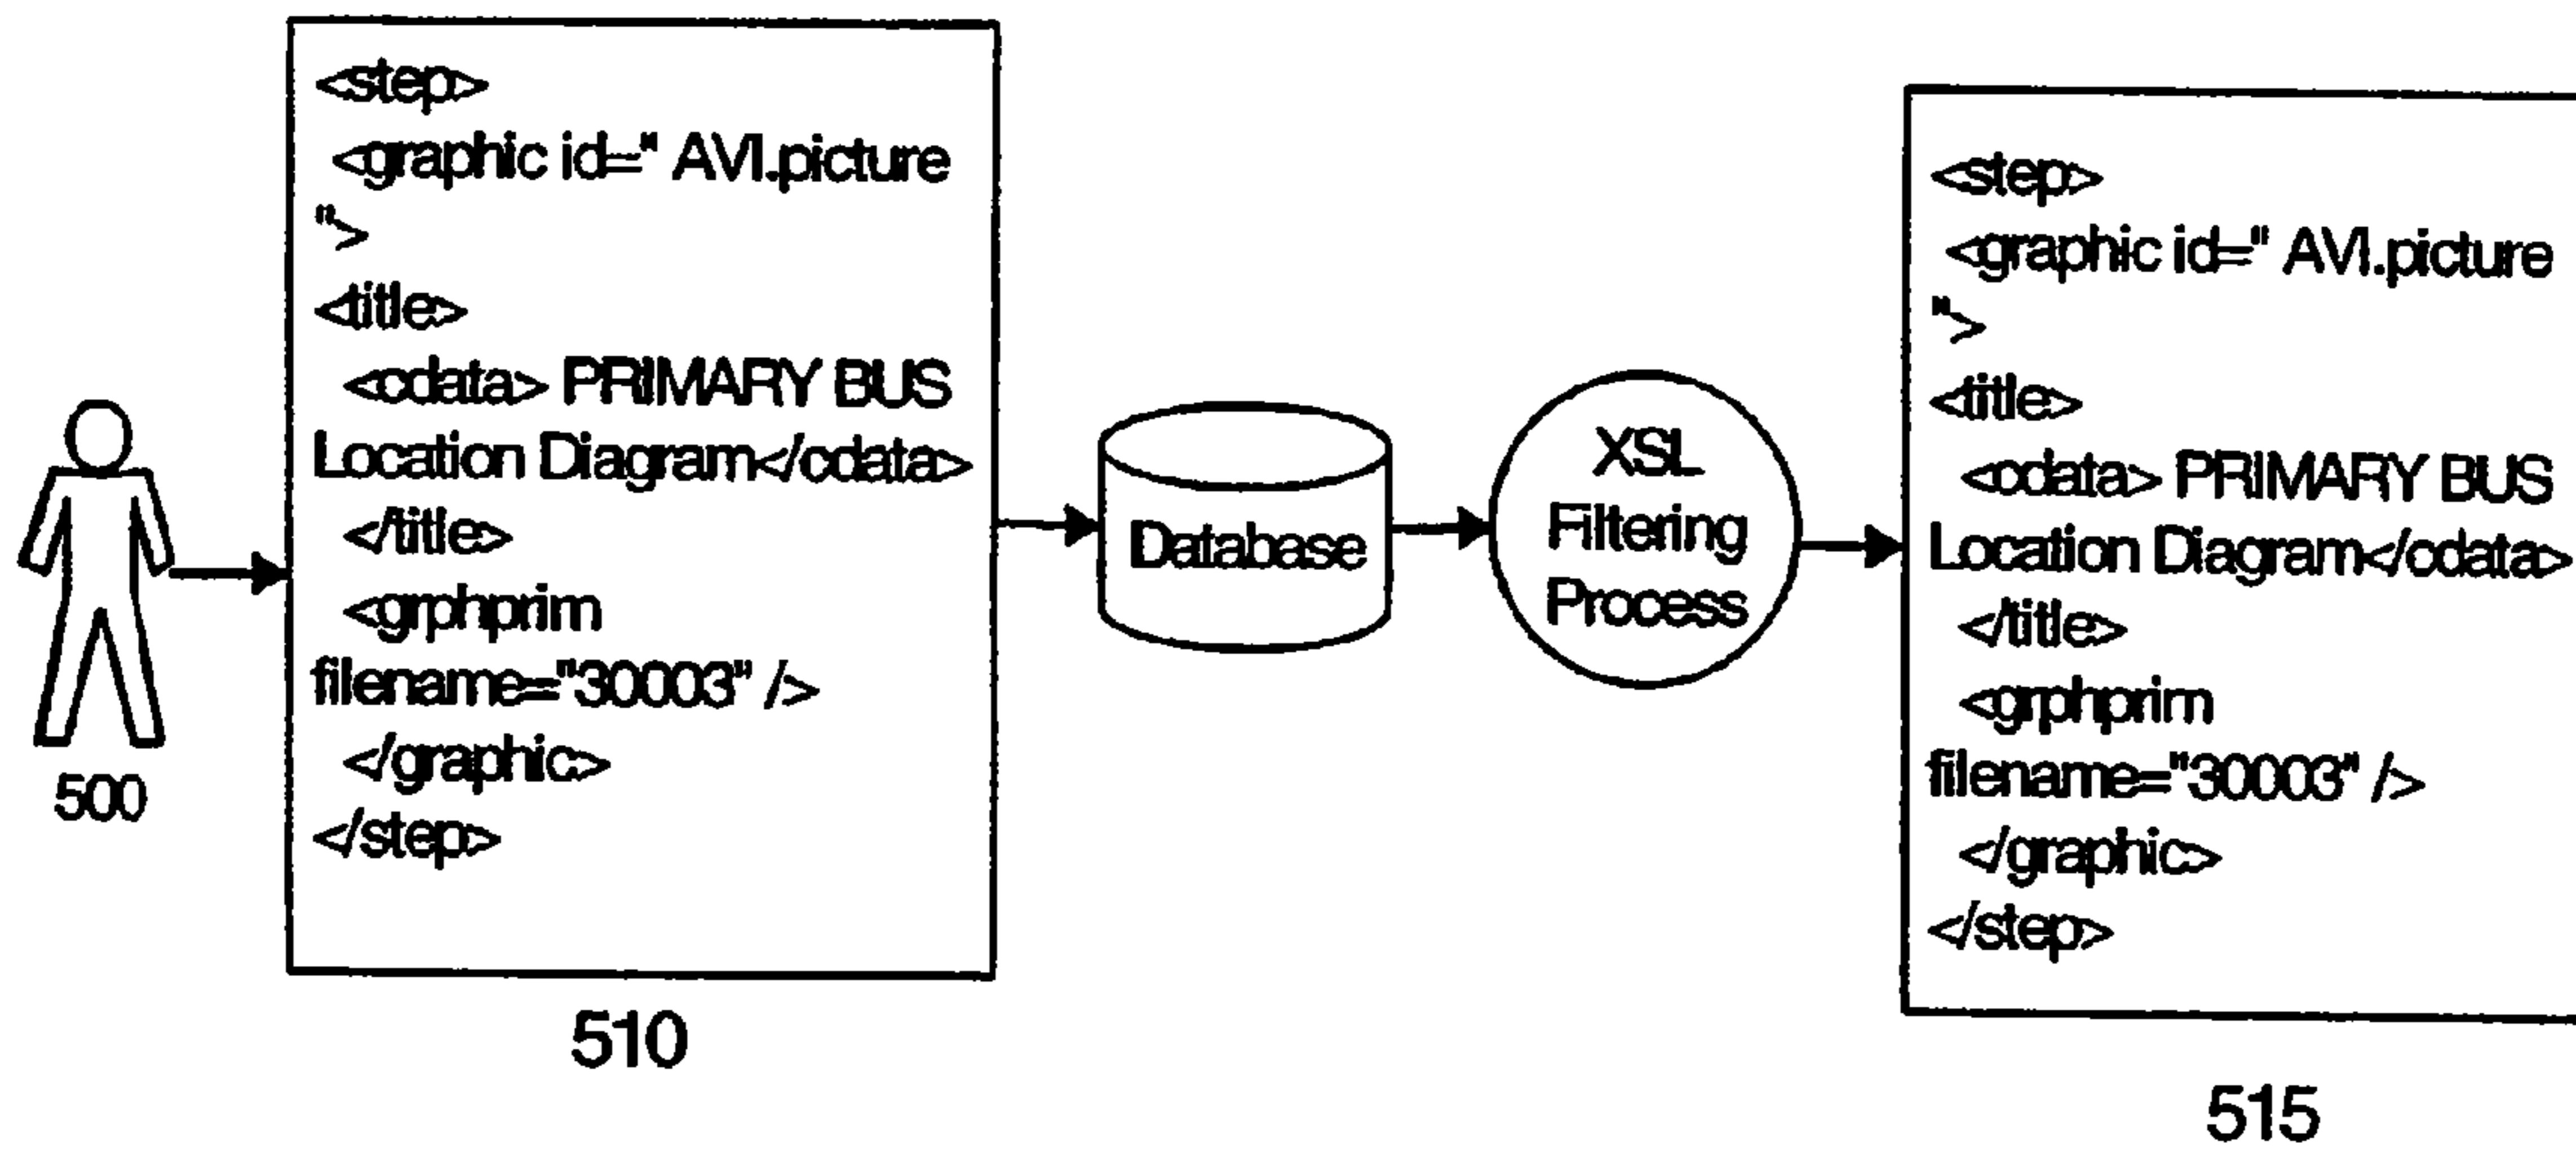 <step>
<graphic id=" AVI.picture
">
<title>
<cdata> PRIMARY BUS
Location Diagram</cdata>
</title>
<grphprim
filename="30003" />
</graphic>
</step>
500
510
Database
XSL
Filtering
Process
<step>
<graphic id=" AVI.picture
">
<title>
<cdata> PRIMARY BUS
Location Diagram</cdata>
</title>
<grphprim
filename="30003" />
</graphic>
</step>
515